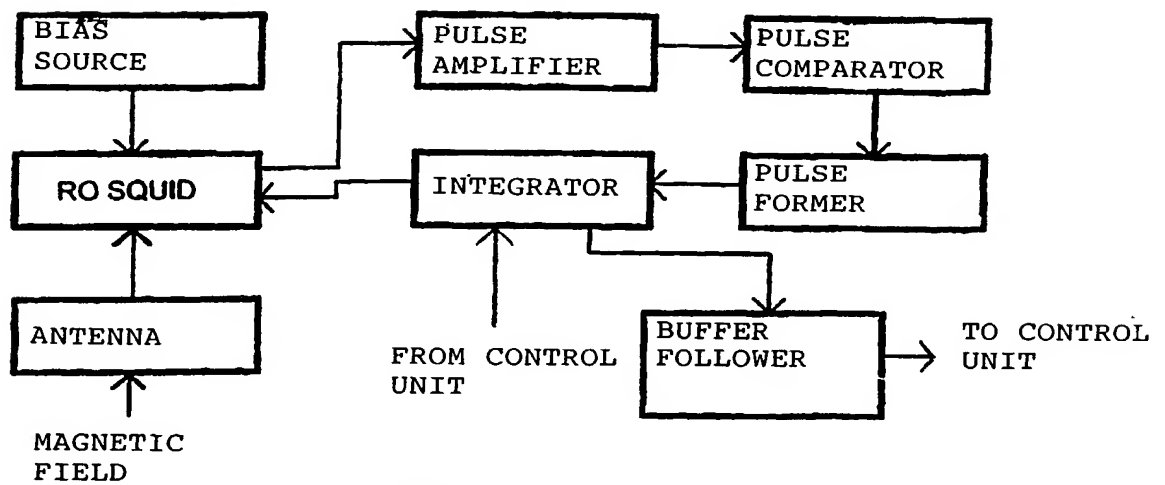 BIAS
SOURCE
PULSE
AMPLIFIER
PULSE
COMPARATOR
RO SQUID
INTEGRATOR
PULSE
FORMER
ANTENNA
FROM CONTROL
UNIT
BUFFER
FOLLOWER
TO CONTROL
UNIT
MAGNETIC
FIELD